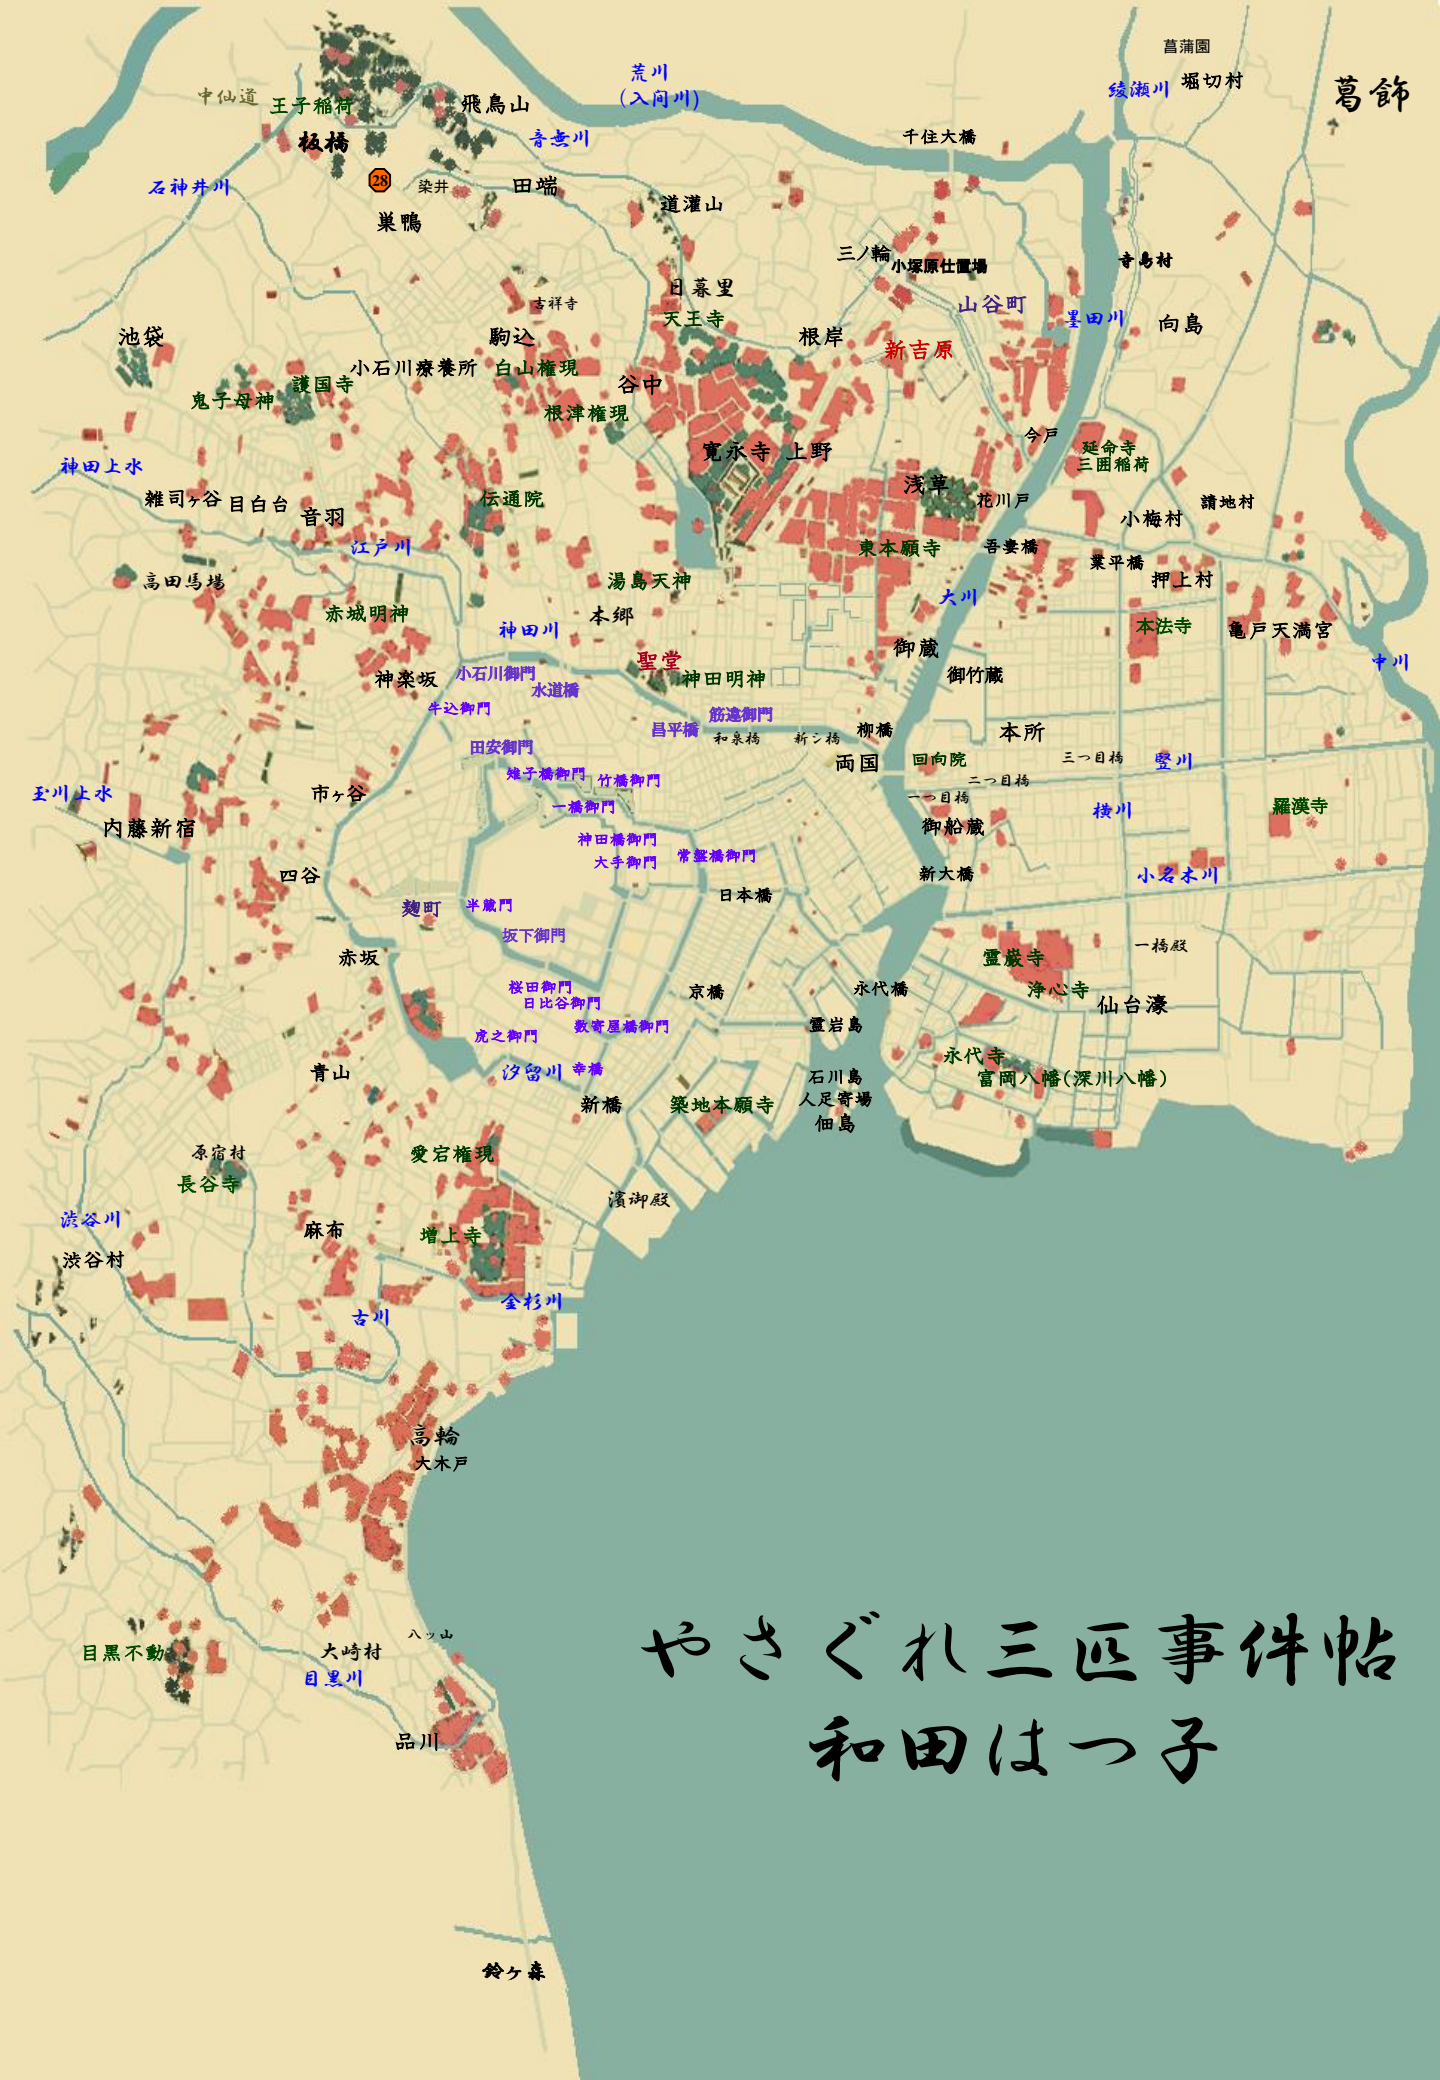 菖蒲園
荒川
(入间川)
綾瀬川
堀切村
葛飾
中仙道
王子稲荷
飛鳥山
板橋
音無川
千住大橋
28
石神井川
染井
田端
道灌山
巣鴨
三ノ輪
小塚原仕置場
寺島村
吉祥寺
日暮里
山谷町
天王寺
墨田川
向島
池袋
駒込
根岸
新吉原
小石川療養所
白山権現
護国寺
谷中
鬼子母神
根津権現
今戸
延命寺
三囲稲荷
寛永寺
上野
神田上水
浅草
雑司ヶ谷
目白台
音羽
伝通院
花川戸
請地村
小梅村
江戸川
東本願寺
吾妻橋
業平橋
高田馬場
湯島天神
押上村
大川
赤城明神
本郷
神田川
本法寺
亀戸天満宮
御蔵
聖堂
中川
神楽坂
小石川御門
水道橋
神田明神
御竹蔵
牛込御門
筋違御門
昌平橋
和泉橋
新シ橋
柳橋
本所
田安御門
両国
回向院
三つ目橋
竪川
雉子橋御門
竹橋御門
二つ目橋
玉川上水
市ヶ谷
一橋御門
一つ目橋
横川
羅漢寺
内藤新宿
御船蔵
神田橋御門
大手御門
常盤橋御門
四谷
新大橋
小名木川
日本橋
麹町
半蔵門
坂下御門
一橋殿
赤坂
霊巌寺
桜田御門
京橋
永代橋
浄心寺
日比谷御門
仙台濠
数寄屋橋御門
霊岩島
虎之御門
永代寺
青山
汐留川
幸橋
石川島
富岡八幡(深川八幡)
人足寄場
新橋
築地本願寺
佃島
原宿村
愛宕権現
長谷寺
濱御殿
渋谷川
麻布
増上寺
渋谷村
金杉川
古川
高輪
大木戸
八ッ山
目黒不動
大崎村
目黒川
やさぐれ三匹事件帖
品川
和田はつ子
鈴ヶ森